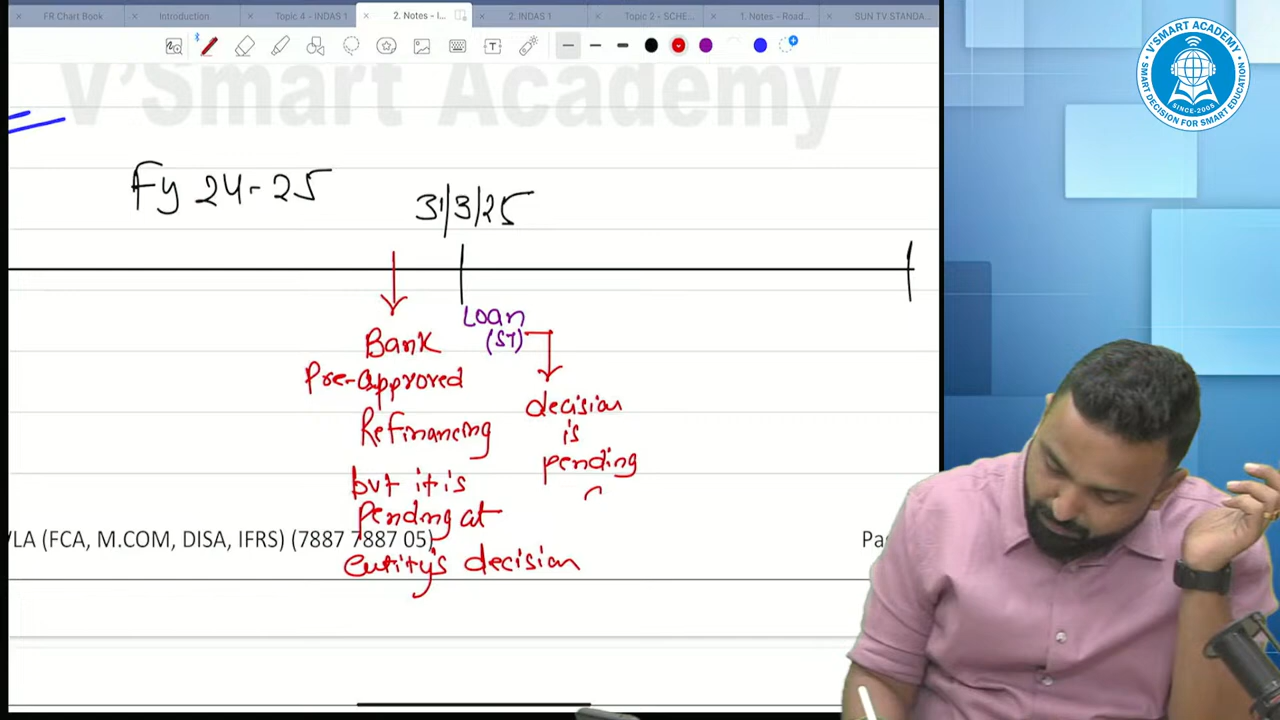 FR Chart Book
Introduction
Topic 4 - INDAS 1
2. Notes - I...
2. INDAS 1
Topic 2 - SCHE...
1. Notes - Road...
SUN TV STANDA...
V'Smart Academy
V'SMART ACADEMY
SINCE-2005
SMART DECISION FOR SMART EDUCATION
Fy 24-25
31/3/25
Loan
(ST)
Bank
Pre-approved
Refinancing
but it is
pending at
entity's decision
decision
is
pending
VLA (FCA, M.COM, DISA, IFRS) (7887 7887 05)
Pa